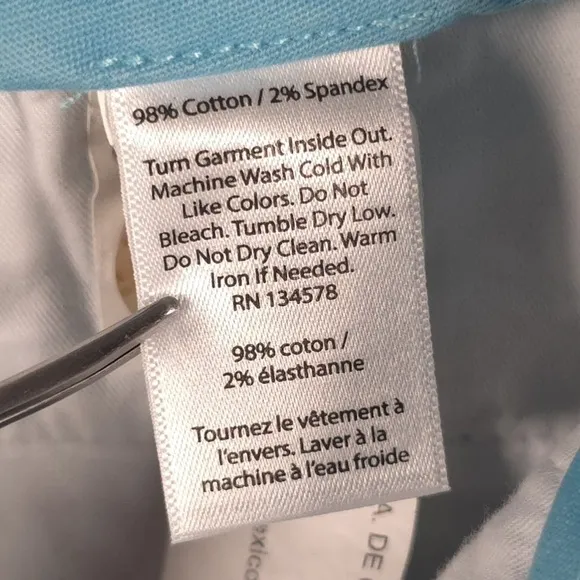 98% Cotton / 2% Spandex
Turn Garment Inside Out.
Machine Wash Cold With
Like Colors. Do Not
Bleach. Tumble Dry Low.
Do Not Dry Clean. Warm
Iron If Needed.
RN 134578
98% coton /
2% élasthanne
Tournez le vêtement à
l'envers. Laver à la
machine à l'eau froide
DE